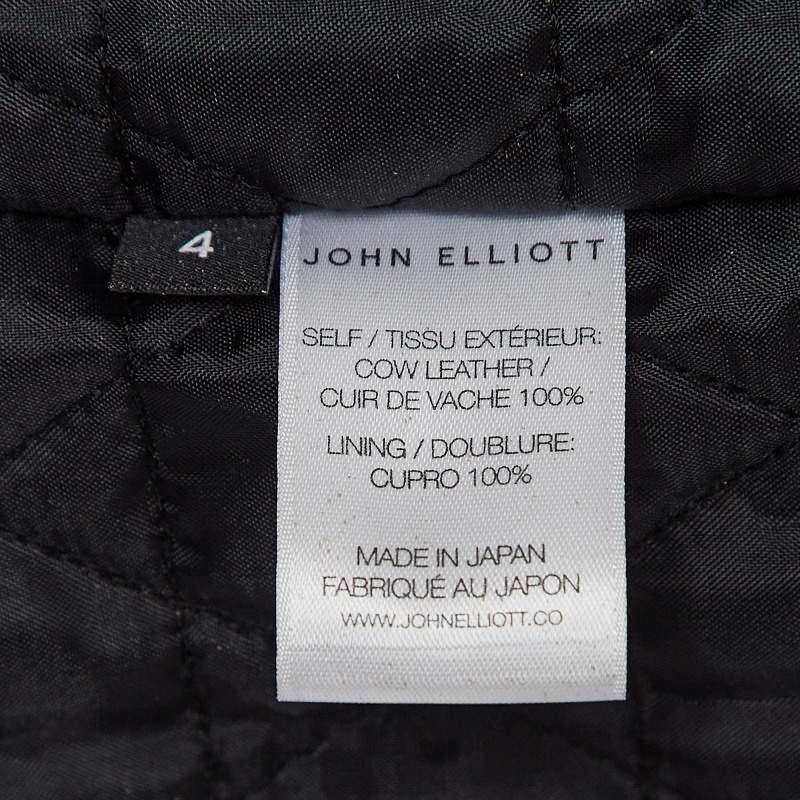 4
JOHN ELLIOTT
SELF / TISSU EXTÉRIEUR:
COW LEATHER /
CUIR DE VACHE 100%
LINING / DOUBLURE:
CUPRO 100%
MADE IN JAPAN
FABRIQUÉ AU JAPON
WWW.JOHNELLIOTT.CO